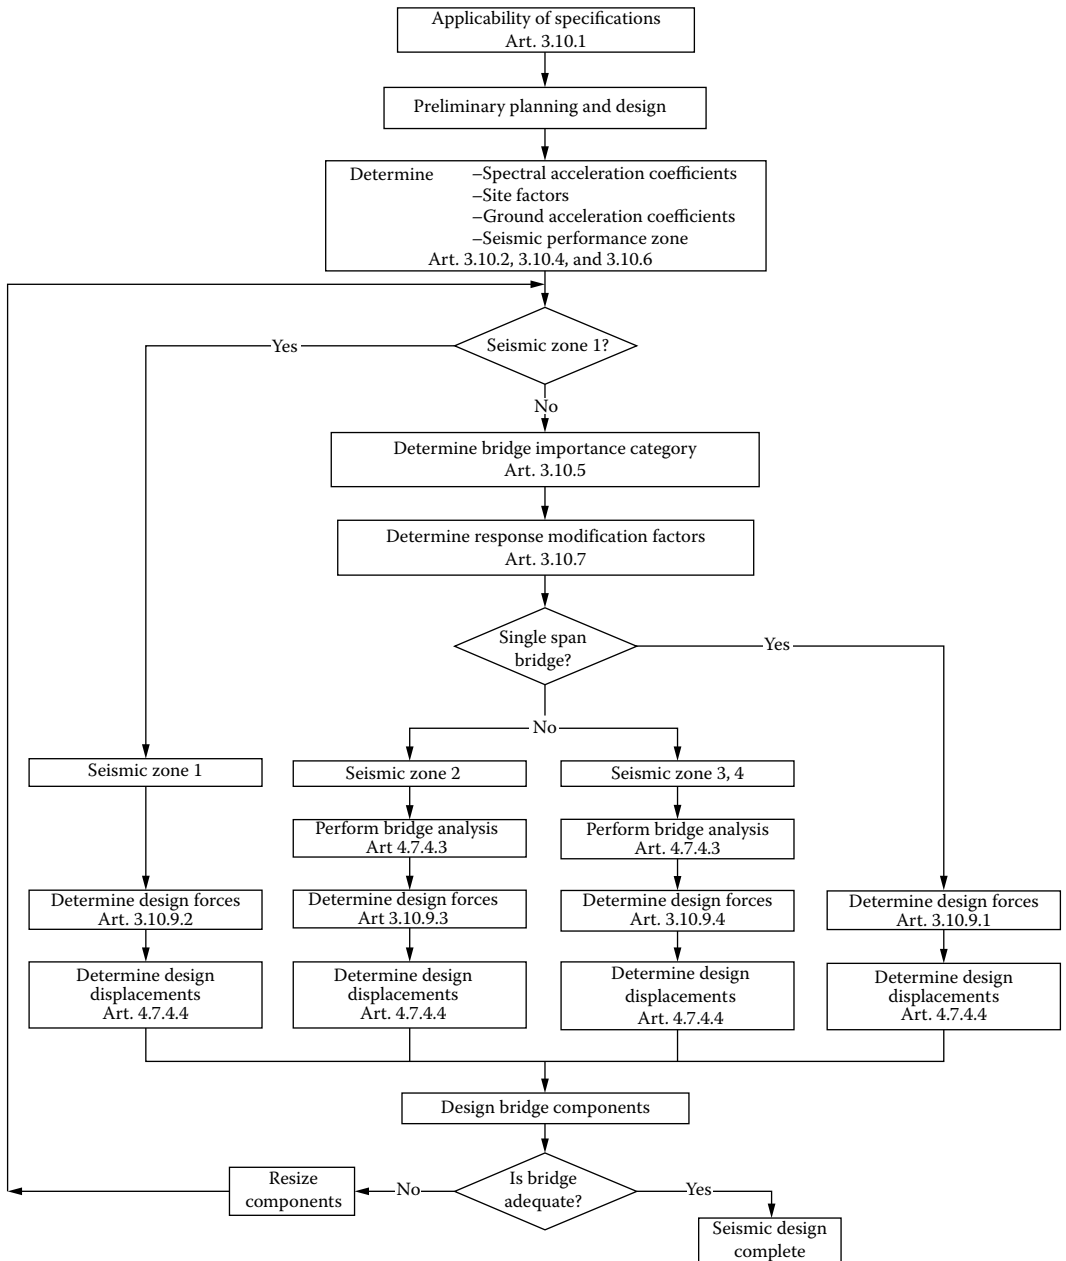 Applicability of specifications
Art. 3.10.1
Preliminary planning and design
Determine –Spectral acceleration coefficients
–Site factors
–Ground acceleration coefficients
–Seismic performance zone
Art. 3.10.2, 3.10.4, and 3.10.6
Seismic zone 1?
Yes
No
Determine bridge importance category
Art. 3.10.5
Determine response modification factors
Art. 3.10.7
Single span
bridge?
Yes
No
Seismic zone 1
Seismic zone 2
Seismic zone 3, 4
Perform bridge analysis
Art 4.7.4.3
Perform bridge analysis
Art. 4.7.4.3
Determine design forces
Art. 3.10.9.2
Determine design forces
Art 3.10.9.3
Determine design forces
Art. 3.10.9.4
Determine design forces
Art. 3.10.9.1
Determine design
displacements
Art. 4.7.4.4
Determine design
displacements
Art. 4.7.4.4
Determine design
displacements
Art. 4.7.4.4
Determine design
displacements
Art. 4.7.4.4
Design bridge components
Is bridge
adequate?
No
Resize
components
Yes
Seismic design
complete